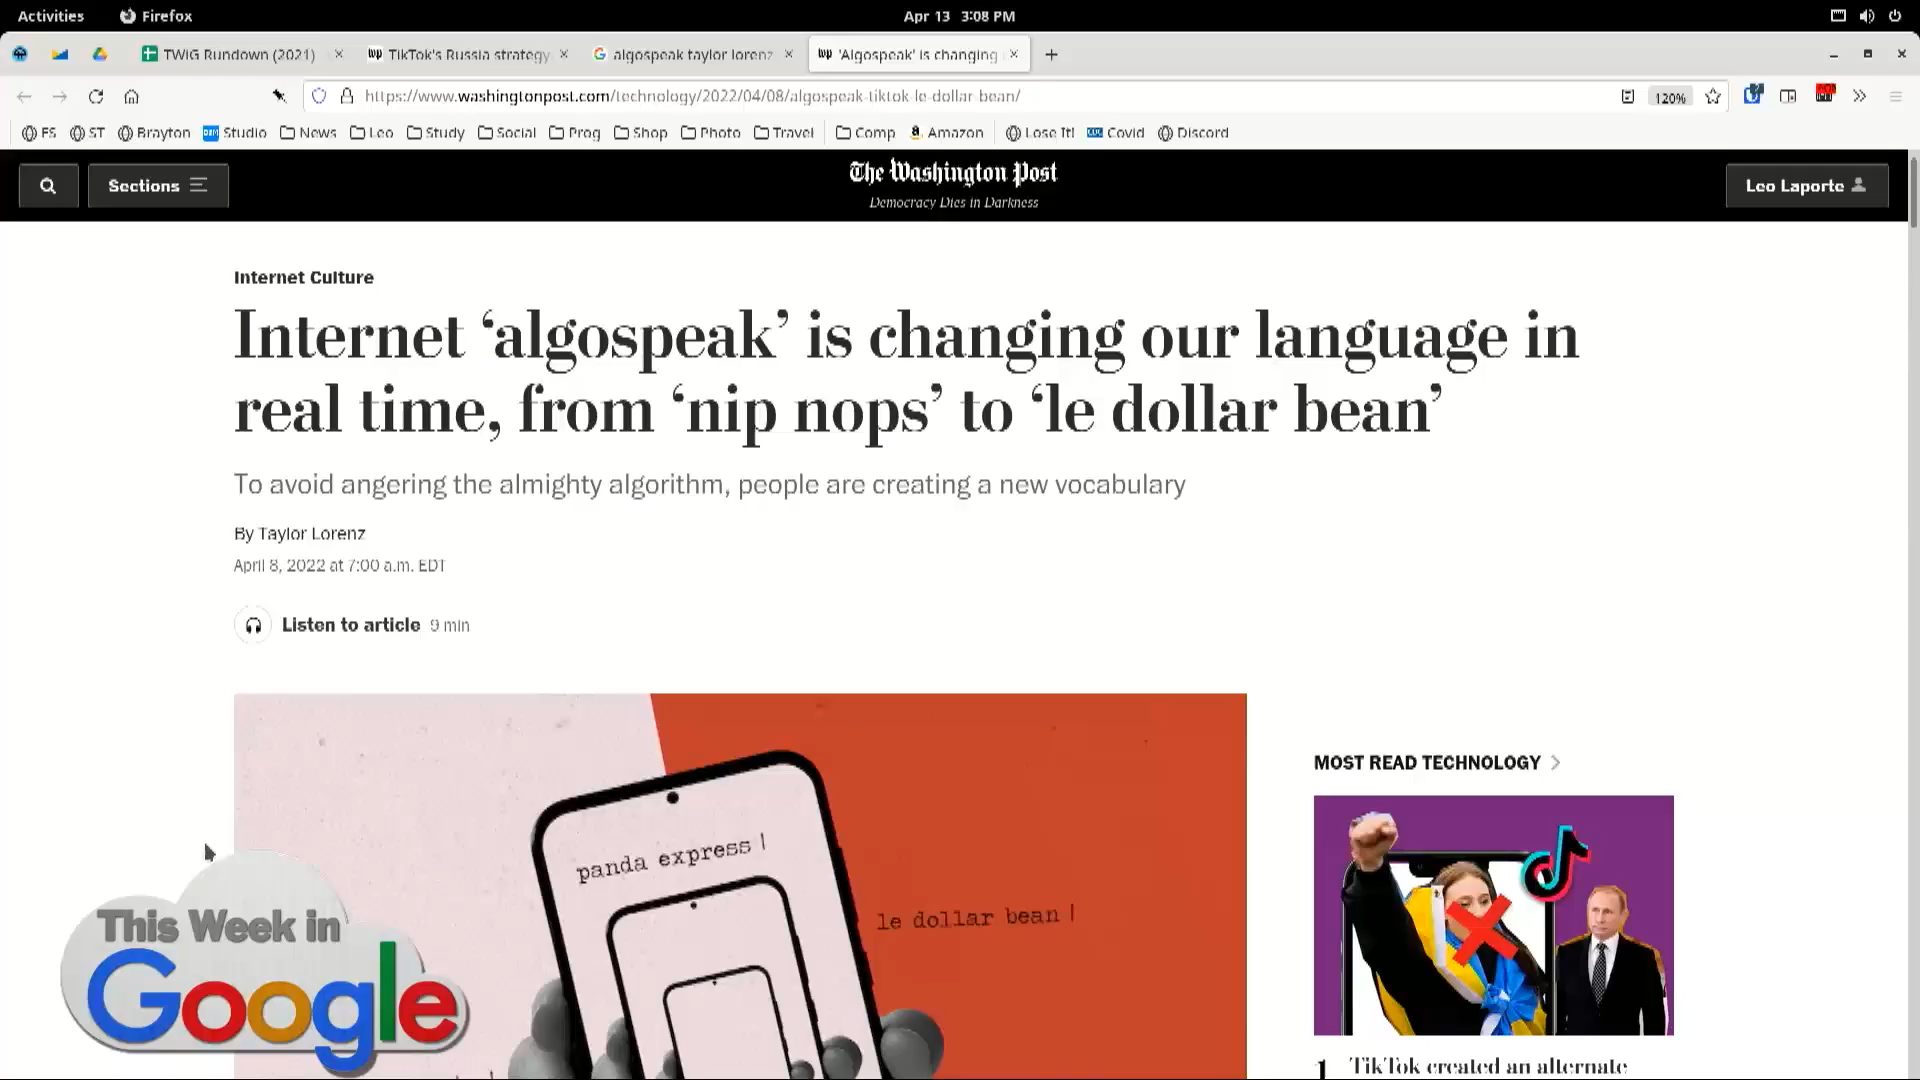 Activities
Firefox
Apr 13 3:08 PM
TWiG Rundown (2021)
TikTok's Russia strategy
algospeak taylor lorenz
'Algospeak' is changing
https://www.washingtonpost.com/technology/2022/04/08/algospeak-tiktok-le-dollar-bean/
120%
FS ST Brayton Studio News Leo Study Social Prog Shop Photo Travel Comp Amazon Lose It! Covid Discord
Sections
The Washington Post
Democracy Dies in Darkness
Leo Laporte
Internet Culture
Internet ‘algospeak’ is changing our language in
real time, from ‘nip nops’ to ‘le dollar bean’
To avoid angering the almighty algorithm, people are creating a new vocabulary
By Taylor Lorenz
April 8, 2022 at 7:00 a.m. EDT
Listen to article 9 min
MOST READ TECHNOLOGY
panda express |
le dollar bean |
This Week in
Google
1 TikTok created an alternate